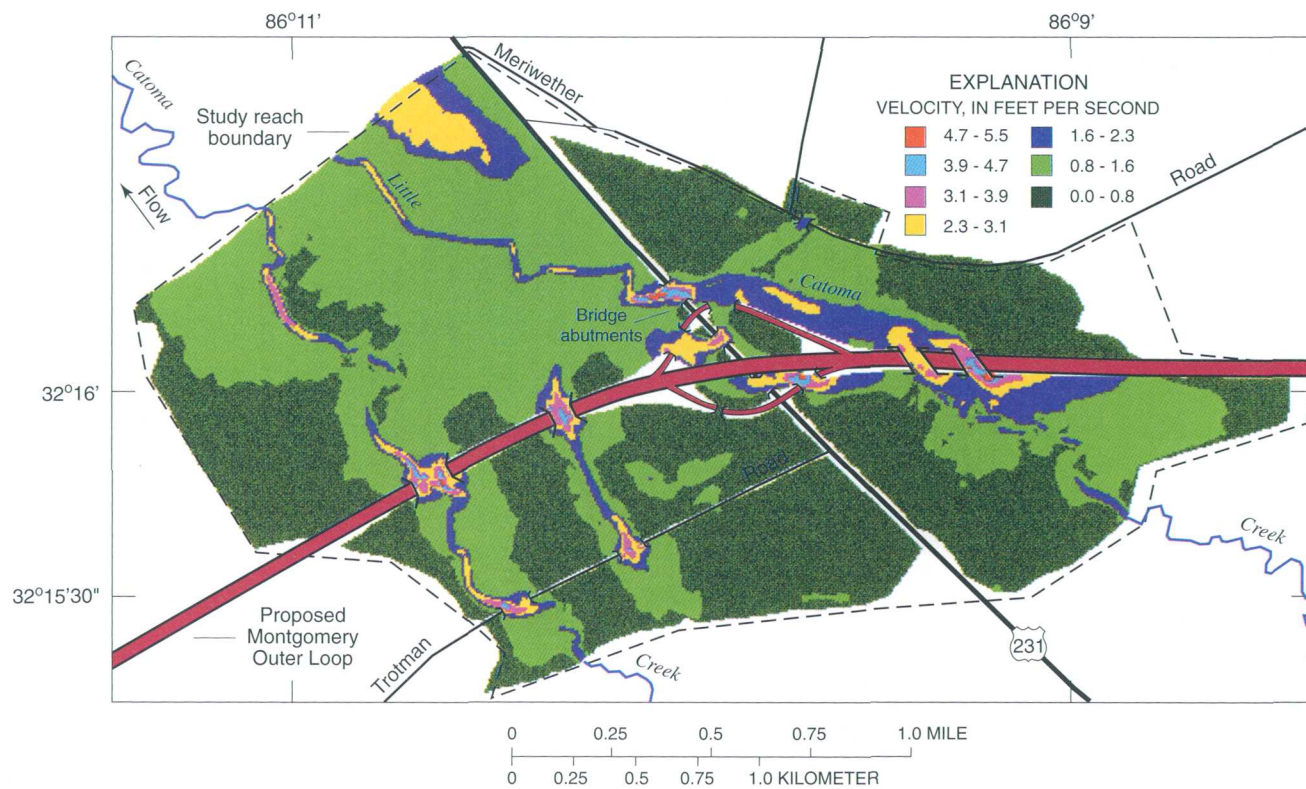 86°11'
86°9'
Catoma
Meriwether
EXPLANATION
VELOCITY, IN FEET PER SECOND
4.7 - 5.5
1.6 - 2.3
3.9 - 4.7
0.8 - 1.6
3.1 - 3.9
0.0 - 0.8
2.3 - 3.1
Study reach
boundary
Flow
Little
Road
Catoma
Bridge
abutments
32°16'
Road
Creek
32°15'30"
Proposed
Montgomery
Outer Loop
Trotman
Creek
231
0 0.25 0.5 0.75 1.0 MILE
0 0.25 0.5 0.75 1.0 KILOMETER